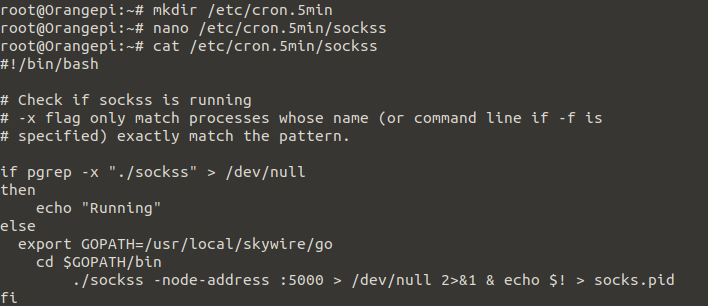 root@Orangepi:~# mkdir /etc/cron.5min
root@Orangepi:~# nano /etc/cron.5min/sockss
root@Orangepi:~# cat /etc/cron.5min/sockss
#!/bin/bash

# Check if sockss is running
# -x flag only match processes whose name (or command line if -f is
# specified) exactly match the pattern.

if pgrep -x "./sockss" > /dev/null
then
    echo "Running"
else
  export GOPATH=/usr/local/skywire/go
    cd $GOPATH/bin
        ./sockss -node-address :5000 > /dev/null 2>&1 & echo $! > socks.pid
fi